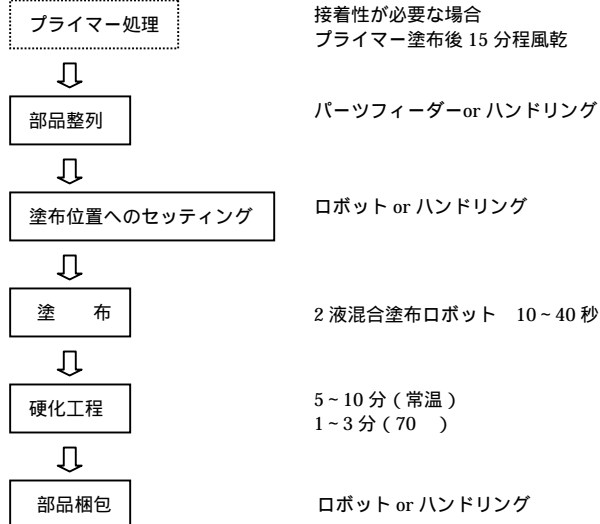 プライマー処理
接着性が必要な場合
プライマー塗布後 15 分程風乾
部品整列
パーツフィーダーor ハンドリング
塗布位置へのセッティング
ロボット or ハンドリング
塗　布
2 液混合塗布ロボット　10~40 秒
硬化工程
5~10 分 ( 常温 )
1~3 分 ( 70　)
部品梱包
ロボット or ハンドリング